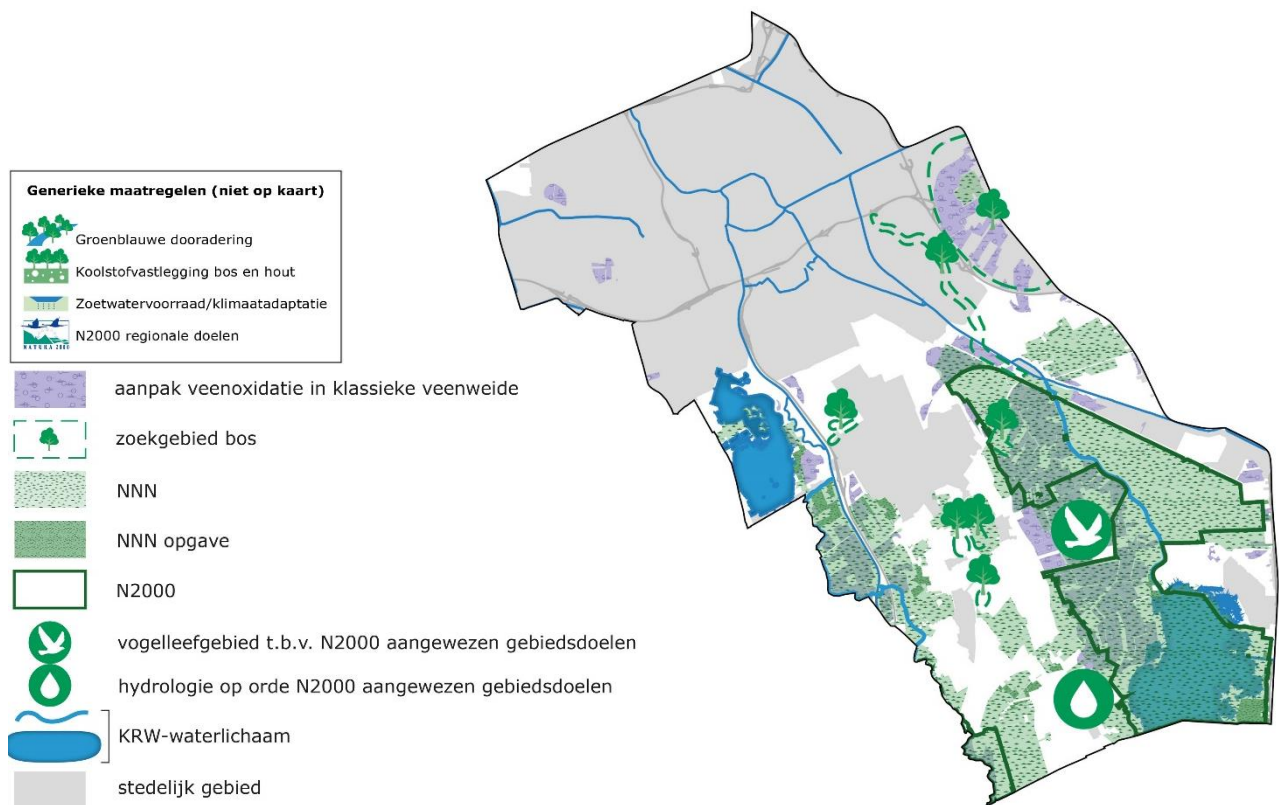 Generieke maatregelen (niet op kaart)
Groenblauwe dooradering
Koolstofvastlegging bos en hout
Zoetwatervoorraad/klimaatadaptatie
N2000 regionale doelen
NATURA 2000
aanpak veenoxidatie in klassieke veenweide
zoekgebied bos
NNN
NNN opgave
N2000
vogelleefgebied t.b.v. N2000 aangewezen gebiedsdoelen
hydrologie op orde N2000 aangewezen gebiedsdoelen
KRW-waterlichaam
stedelijk gebied